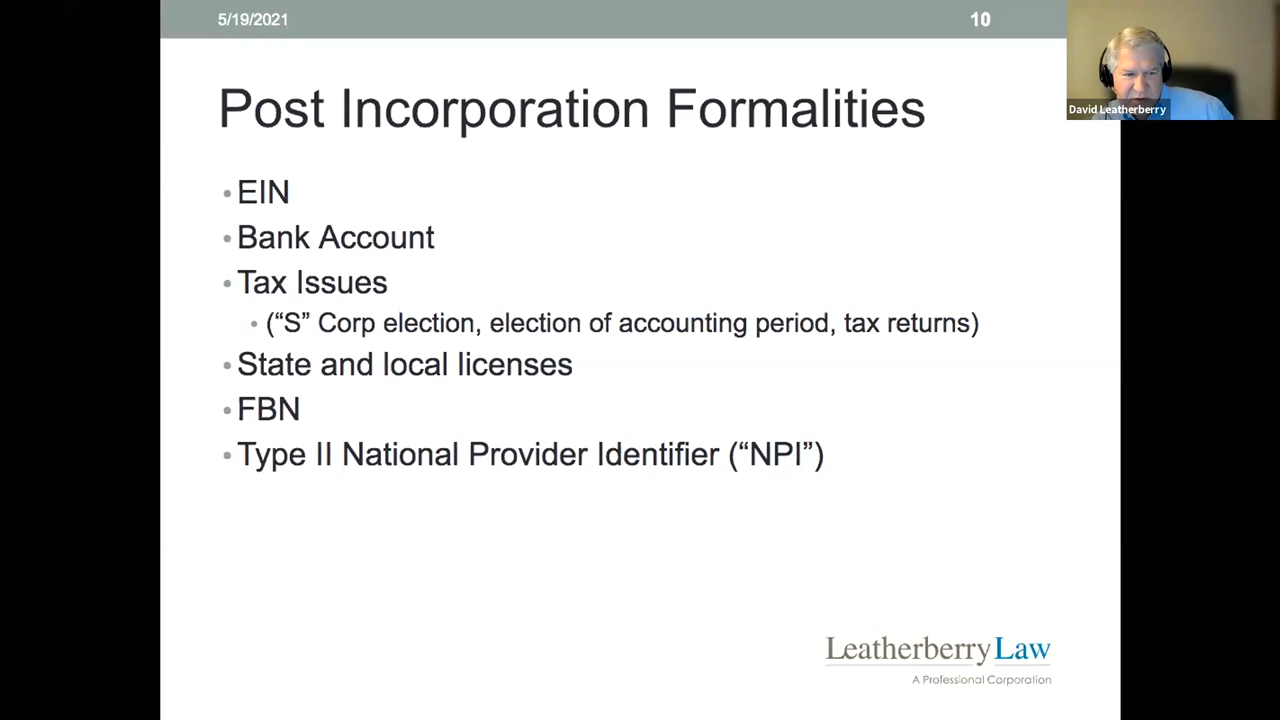 5/19/2021
10
David Leatherberry
Post Incorporation Formalities
• EIN
• Bank Account
• Tax Issues
• (“S” Corp election, election of accounting period, tax returns)
• State and local licenses
• FBN
• Type II National Provider Identifier (“NPI”)
Leatherberry Law
A Professional Corporation